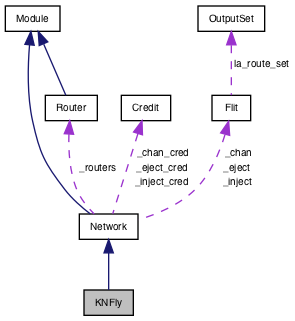 Module
OutputSet
la_route_set
Router
Credit
Flit
_routers
_chan_cred
_eject_cred
_inject_cred
_chan
_eject
_inject
Network
KNFly